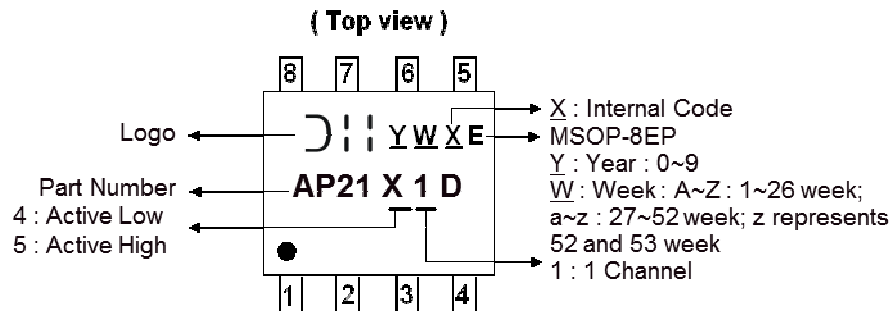 ( Top view )
8 7 6 5
Logo
Y W X E
X : Internal Code
MSOP-8EP
Y : Year : 0~9
W : Week : A~Z : 1~26 week;
a~z : 27~52 week; z represents
52 and 53 week
1 : 1 Channel
Part Number
4 : Active Low
5 : Active High
AP21 X 1 D
1 2 3 4